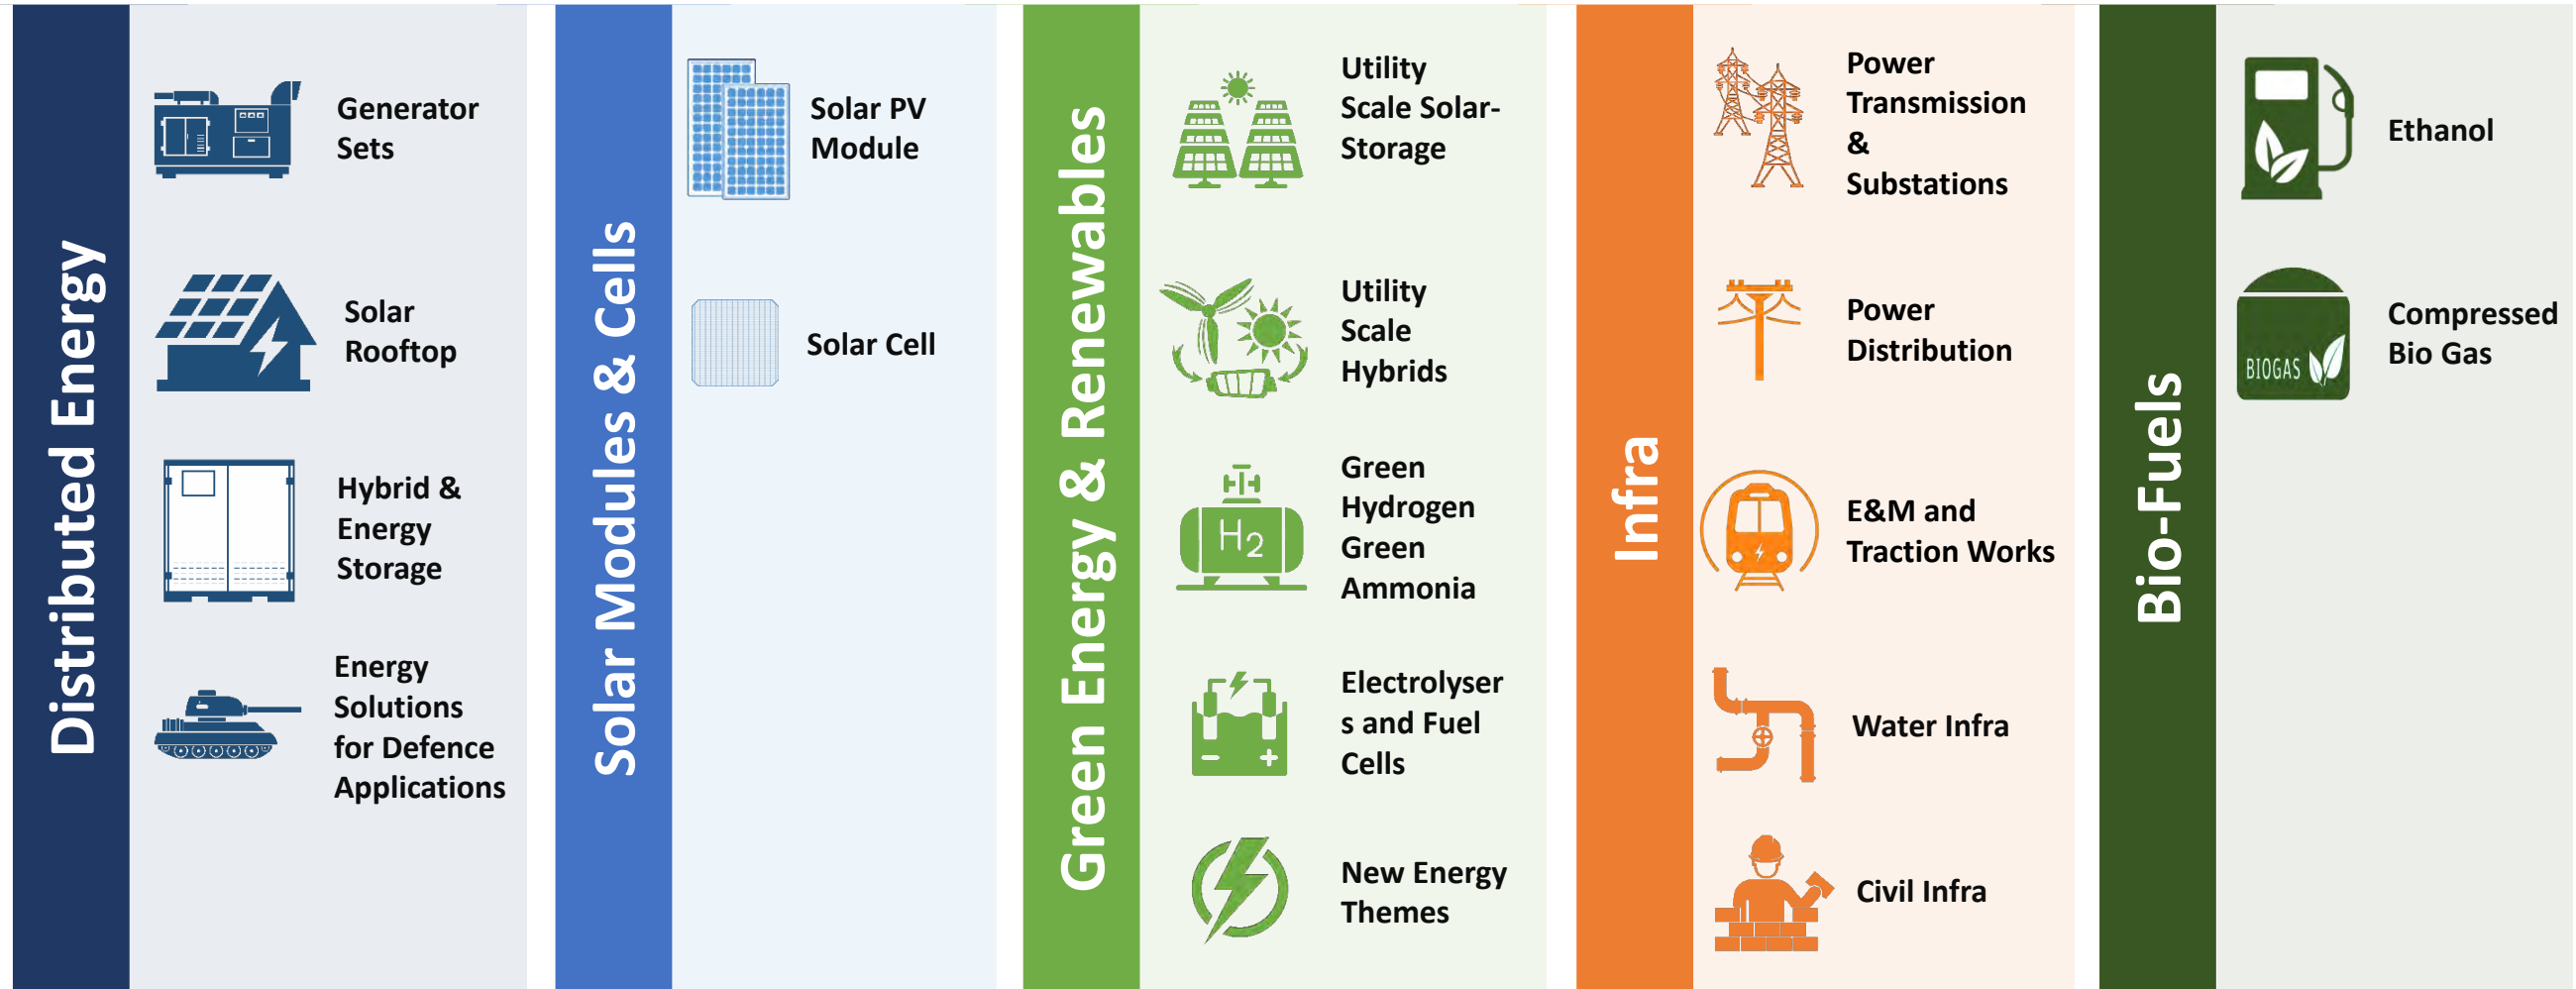 Distributed Energy
Generator
Sets
Solar
Rooftop
Hybrid &
Energy
Storage
Energy
Solutions
for Defence
Applications
Solar Modules & Cells
Solar PV
Module
Solar Cell
Green Energy & Renewables
Utility
Scale Solar-
Storage
Utility
Scale
Hybrids
H2
Green
Hydrogen
Green
Ammonia
Electrolyser
s and Fuel
Cells
New Energy
Themes
Infra
Power
Transmission
&
Substations
Power
Distribution
E&M and
Traction Works
Water Infra
Civil Infra
Bio-Fuels
Ethanol
BIOGAS
Compressed
Bio Gas